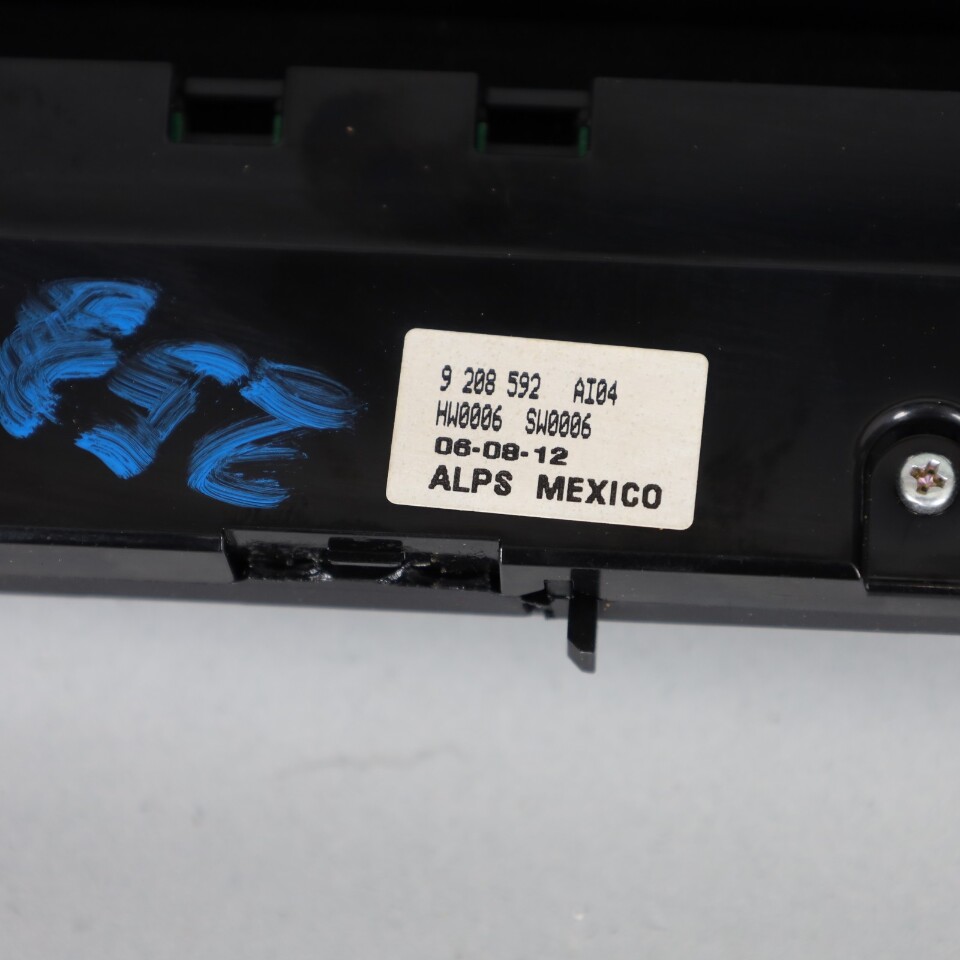 9 208 592 AI04
HW0006 SW0006
06-08-12
ALPS MEXICO